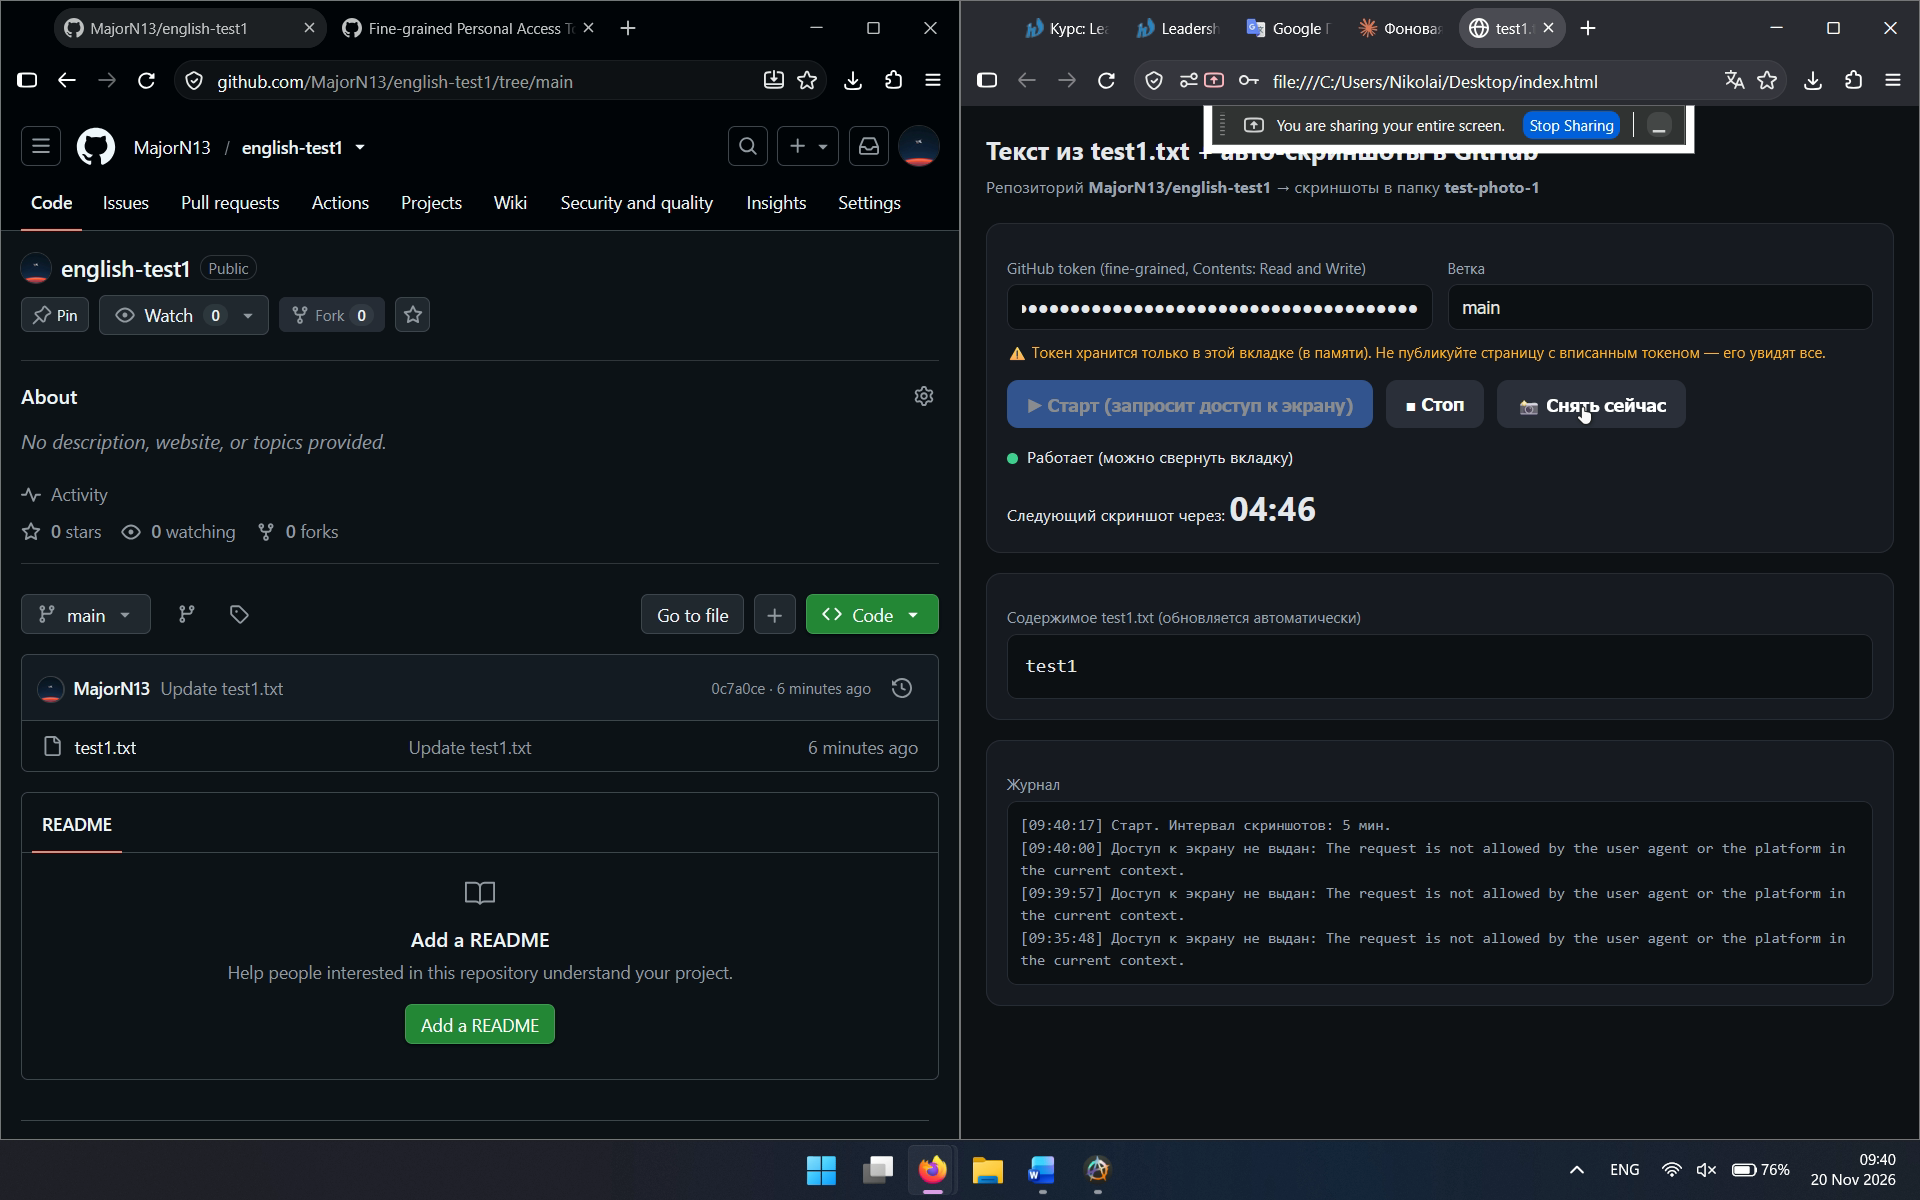 MajorN13/english-test1
Fine-grained Personal Access T
github.com/MajorN13/english-test1/tree/main
MajorN13 / english-test1
Code Issues Pull requests Actions Projects Wiki Security and quality Insights Settings
english-test1 Public
Pin Watch 0 Fork 0
About
No description, website, or topics provided.
Activity
0 stars 0 watching 0 forks
main Go to file Code
MajorN13 Update test1.txt 0c7a0ce · 6 minutes ago
test1.txt Update test1.txt 6 minutes ago
README
Add a README
Help people interested in this repository understand your project.
Add a README
Курс: Le Leadersh Google Фонова test1.
file:///C:/Users/Nikolai/Desktop/index.html
You are sharing your entire screen. Stop Sharing
Текст из test1.txt + авто-скриншоты в GitHub
Репозиторий MajorN13/english-test1 → скриншоты в папку test-photo-1
GitHub token (fine-grained, Contents: Read and Write) Ветка
main
Токен хранится только в этой вкладке (в памяти). Не публикуйте страницу с вписанным токеном — его увидят все.
▶ Старт (запросит доступ к экрану) ■ Стоп Снять сейчас
Работает (можно свернуть вкладку)
Следующий скриншот через: 04:46
Содержимое test1.txt (обновляется автоматически)
test1
Журнал
[09:40:17] Старт. Интервал скриншотов: 5 мин.
[09:40:00] Доступ к экрану не выдан: The request is not allowed by the user agent or the platform in
the current context.
[09:39:57] Доступ к экрану не выдан: The request is not allowed by the user agent or the platform in
the current context.
[09:35:48] Доступ к экрану не выдан: The request is not allowed by the user agent or the platform in
the current context.
ENG 76% 09:40
20 Nov 2026